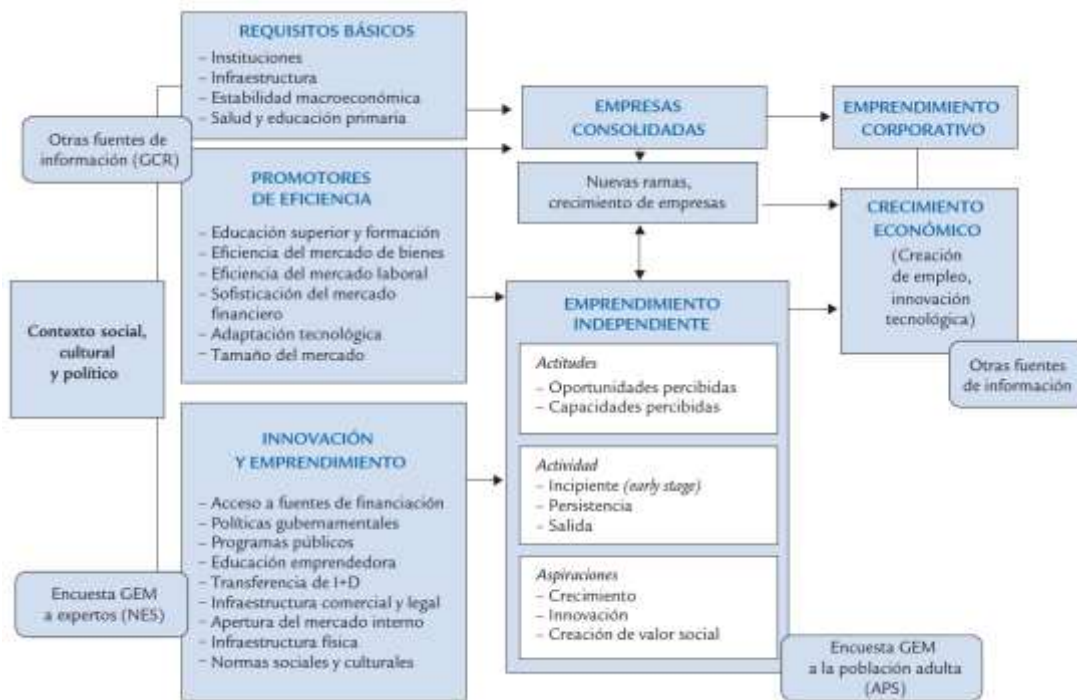 REQUISITOS BÁSICOS
– Instituciones
– Infraestructura
– Estabilidad macroeconómica
– Salud y educación primaria
Otras fuentes de
información (GCR)
PROMOTORES
DE EFICIENCIA
– Educación superior y formación
– Eficiencia del mercado de bienes
– Eficiencia del mercado laboral
– Sofisticación del mercado
financiero
– Adaptación tecnológica
– Tamaño del mercado
Contexto social,
cultural
y político
INNOVACIÓN
Y EMPRENDIMIENTO
– Acceso a fuentes de financiación
– Políticas gubernamentales
– Programas públicos
– Educación emprendedora
– Transferencia de I+D
– Infraestructura comercial y legal
– Apertura del mercado interno
– Infraestructura física
– Normas sociales y culturales
Encuesta GEM
a expertos (NES)
EMPRESAS
CONSOLIDADAS
Nuevas ramas,
crecimiento de empresas
EMPRENDIMIENTO
INDEPENDIENTE
Actitudes
– Oportunidades percibidas
– Capacidades percibidas
Actividad
– Incipiente (early stage)
– Persistencia
– Salida
Aspiraciones
– Crecimiento
– Innovación
– Creación de valor social
Encuesta GEM
a la población adulta
(APS)
EMPRENDIMIENTO
CORPORATIVO
CRECIMIENTO
ECONÓMICO
(Creación
de empleo,
innovación
tecnológica)
Otras fuentes
de información